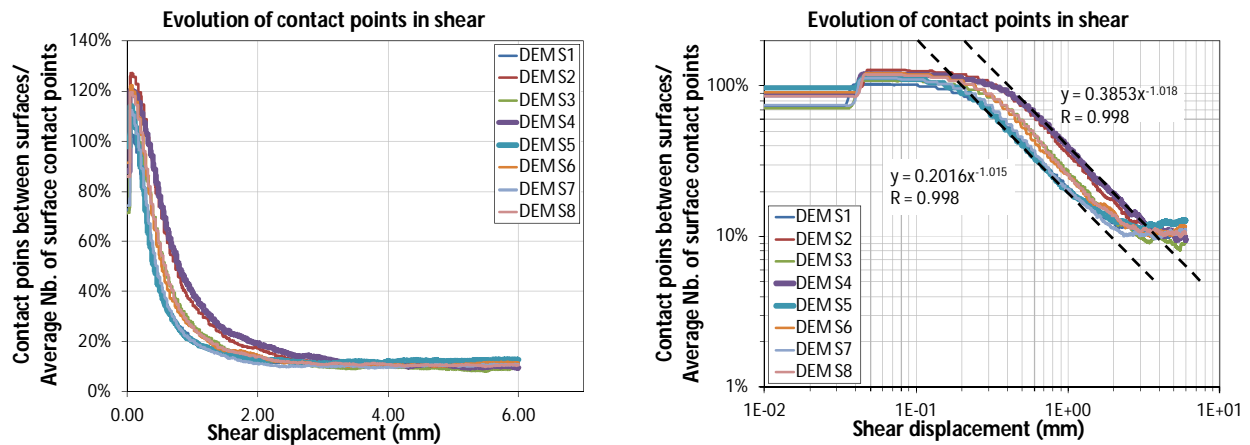 Evolution of contact points in shear
Contact poins between surfaces/
Average Nb. of surface contact points
140%
120%
100%
80%
60%
40%
20%
0%
0.00
2.00
4.00
6.00
Shear displacement (mm)
DEM S1
DEM S2
DEM S3
DEM S4
DEM S5
DEM S6
DEM S7
DEM S8
Evolution of contact points in shear
Contact points between surfaces/
Average Nb. of surface contact points
100%
10%
1%
1E-02
1E-01
1E+00
1E+01
Shear displacement (mm)
y = 0.3853x-1.018
R = 0.998
y = 0.2016x-1.015
R = 0.998
DEM S1
DEM S2
DEM S3
DEM S4
DEM S5
DEM S6
DEM S7
DEM S8